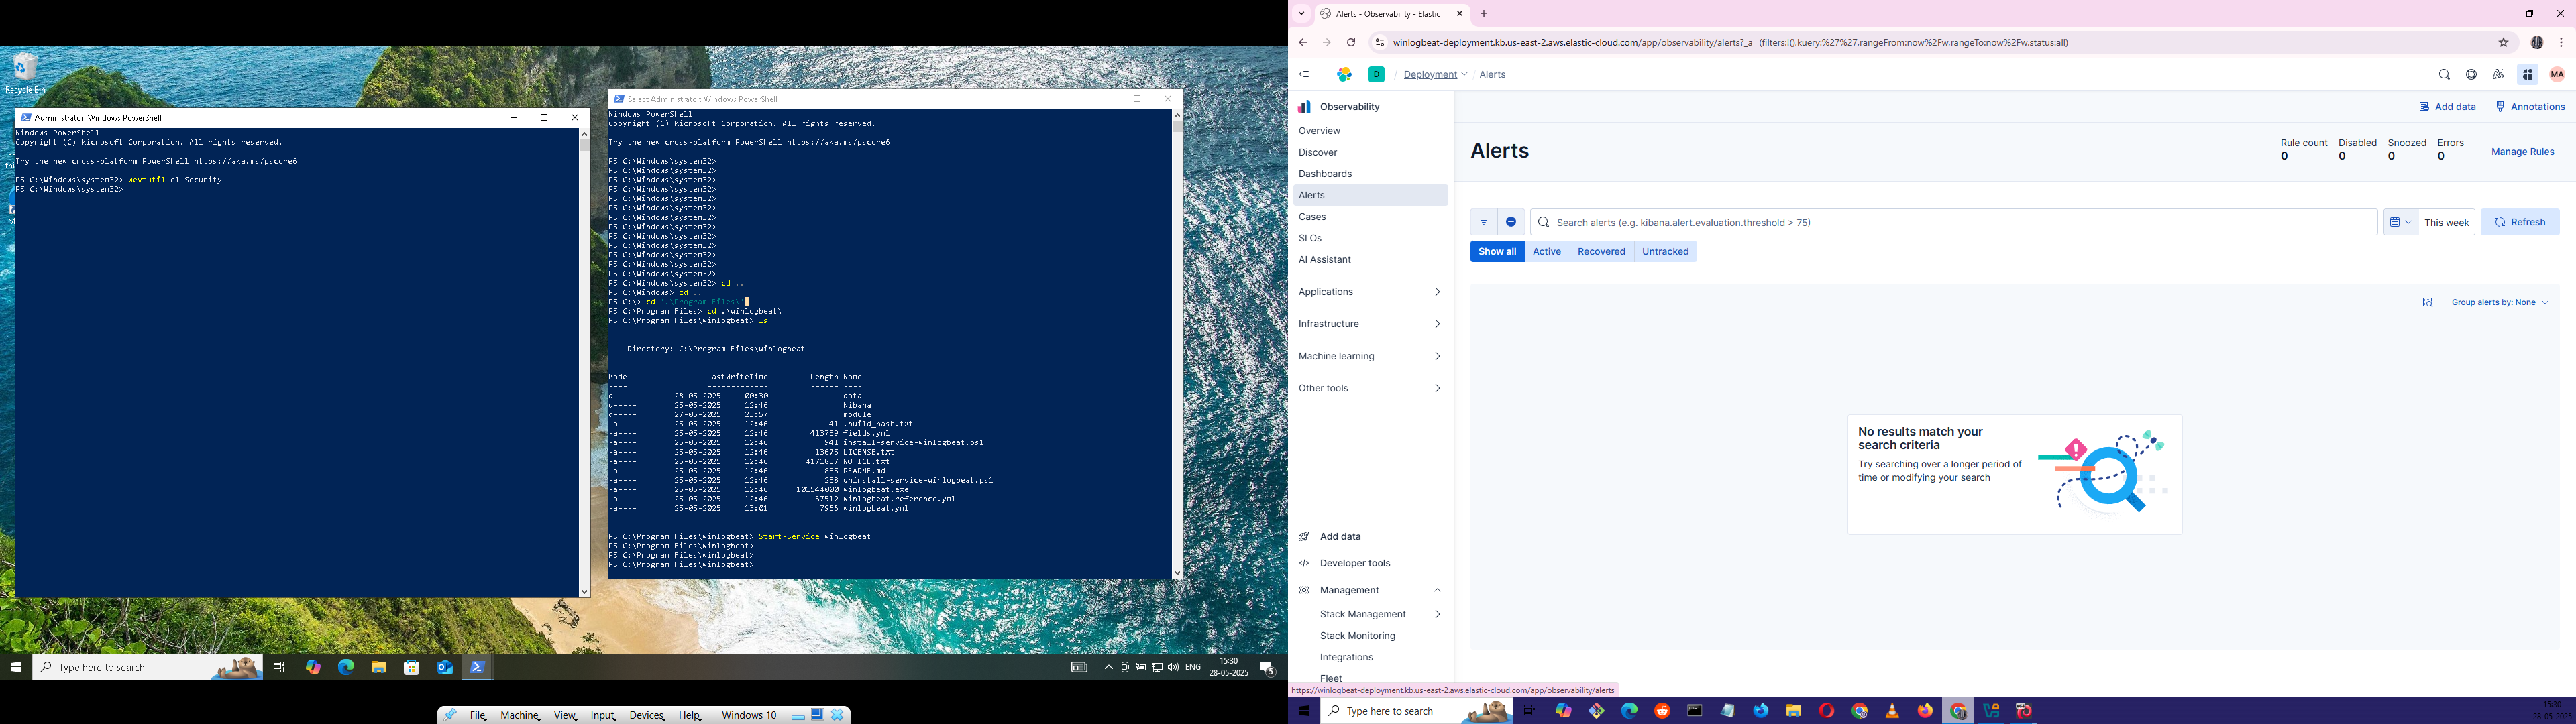 Recycle Bin
Administrator: Windows PowerShell
Windows PowerShell
Copyright (C) Microsoft Corporation. All rights reserved.
Try the new cross-platform PowerShell https://aka.ms/pscore6
PS C:\Windows\system32> wevtutil cl Security
PS C:\Windows\system32>
Select Administrator: Windows PowerShell
Windows PowerShell
Copyright (C) Microsoft Corporation. All rights reserved.
Try the new cross-platform PowerShell https://aka.ms/pscore6
PS C:\Windows\system32>
PS C:\Windows\system32>
PS C:\Windows\system32>
PS C:\Windows\system32>
PS C:\Windows\system32>
PS C:\Windows\system32>
PS C:\Windows\system32>
PS C:\Windows\system32>
PS C:\Windows\system32>
PS C:\Windows\system32>
PS C:\Windows\system32>
PS C:\Windows\system32>
PS C:\Windows\system32>
PS C:\Windows\system32> cd ..
PS C:\Windows> cd ..
PS C:\> cd '.\Program Files\'
PS C:\Program Files> cd .\winlogbeat\
PS C:\Program Files\winlogbeat> ls
Directory: C:\Program Files\winlogbeat
Mode LastWriteTime Length Name
---- ------------- ------ ----
d----- 28-05-2025 00:30 data
d----- 25-05-2025 12:46 kibana
d----- 27-05-2025 23:57 module
-a---- 25-05-2025 12:46 41 .build_hash.txt
-a---- 25-05-2025 12:46 413739 fields.yml
-a---- 25-05-2025 12:46 941 install-service-winlogbeat.ps1
-a---- 25-05-2025 12:46 13675 LICENSE.txt
-a---- 25-05-2025 12:46 4171837 NOTICE.txt
-a---- 25-05-2025 12:46 835 README.md
-a---- 25-05-2025 12:46 238 uninstall-service-winlogbeat.ps1
-a---- 25-05-2025 12:46 101544000 winlogbeat.exe
-a---- 25-05-2025 12:46 67512 winlogbeat.reference.yml
-a---- 25-05-2025 13:01 7966 winlogbeat.yml
PS C:\Program Files\winlogbeat> Start-Service winlogbeat
PS C:\Program Files\winlogbeat>
PS C:\Program Files\winlogbeat>
PS C:\Program Files\winlogbeat>
Type here to search
ENG
15:30
28-05-2025
5
File Machine View Input Devices Help Windows 10
Alerts - Observability - Elastic
winlogbeat-deployment.kb.us-east-2.aws.elastic-cloud.com/app/observability/alerts?_a=(filters:!(),kuery:%27%27,rangeFrom:now%2Fw,rangeTo:now%2Fw,status:all)
D / Deployment / Alerts
MA
Observability
Overview
Discover
Dashboards
Alerts
Cases
SLOs
AI Assistant
Applications
Infrastructure
Machine learning
Other tools
Add data
Developer tools
Management
Stack Management
Stack Monitoring
Integrations
Fleet
Add data Annotations
Alerts
Rule count Disabled Snoozed Errors
0 0 0 0
Manage Rules
Search alerts (e.g. kibana.alert.evaluation.threshold > 75)
This week
Refresh
Show all Active Recovered Untracked
Group alerts by: None
No results match your
search criteria
Try searching over a longer period of
time or modifying your search
https://winlogbeat-deployment.kb.us-east-2.aws.elastic-cloud.com/app/observability/alerts
Type here to search
15:30
28-05-2025